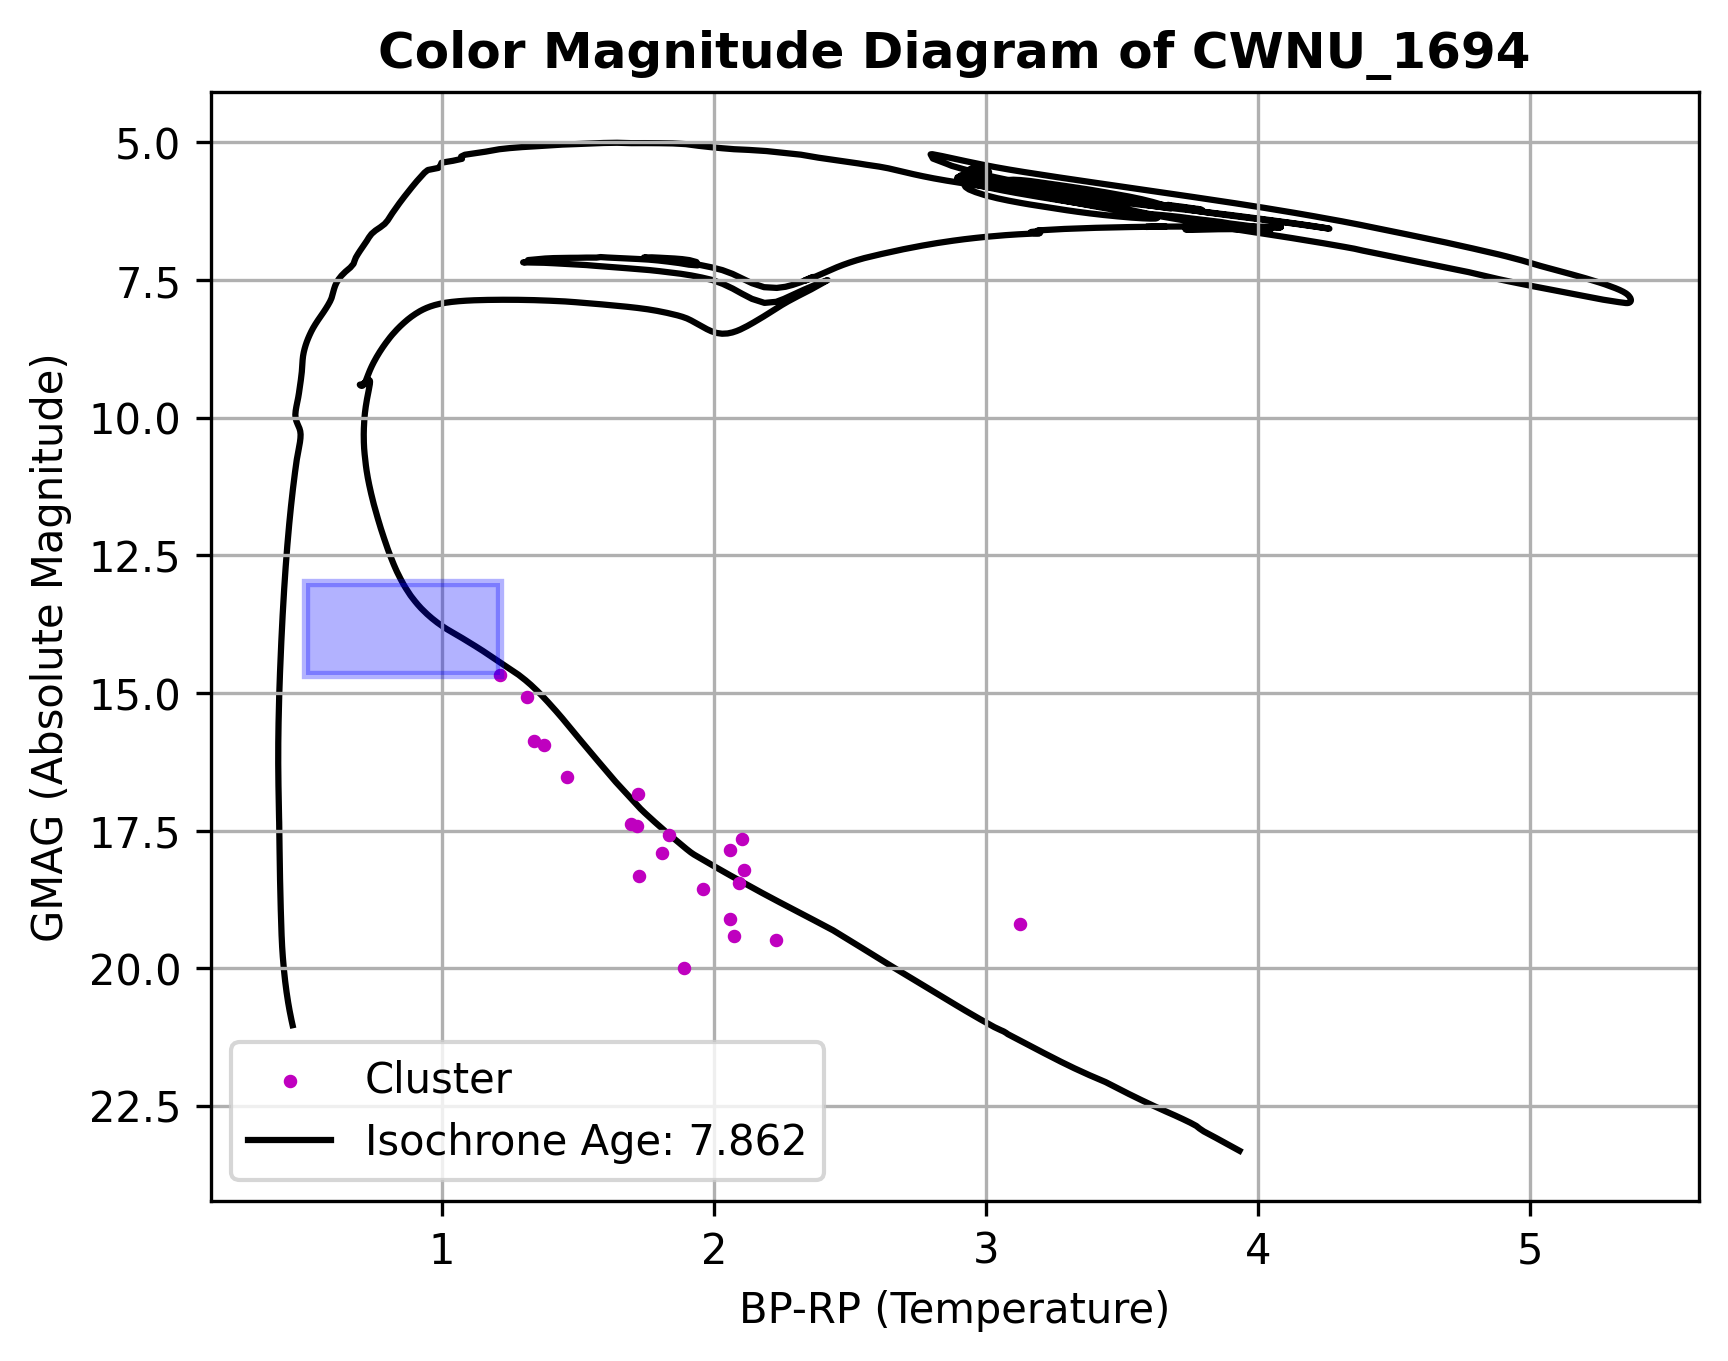 Color Magnitude Diagram of CWNU_1694
GMAG (Absolute Magnitude)
5.0
7.5
10.0
12.5
15.0
17.5
20.0
22.5
Cluster
Isochrone Age: 7.862
1 2 3 4 5
BP-RP (Temperature)